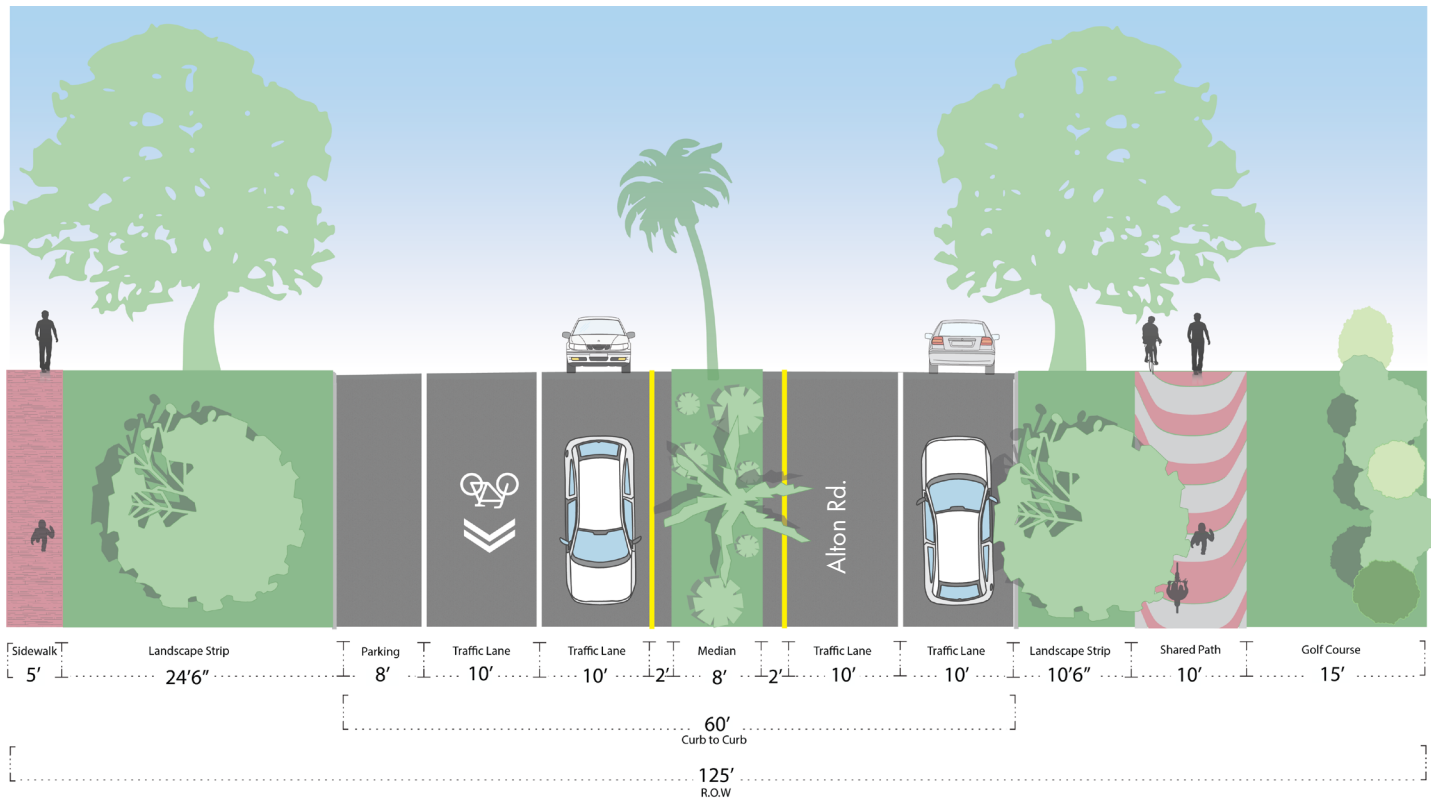 Alton Rd.
Sidewalk Landscape Strip Parking Traffic Lane Traffic Lane Median Traffic Lane Traffic Lane Landscape Strip Shared Path Golf Course
5’ 24’6” 8’ 10’ 10’ 2’ 8’ 2’ 10’ 10’ 10’6” 10’ 15’
60’
Curb to Curb
125’
R.O.W